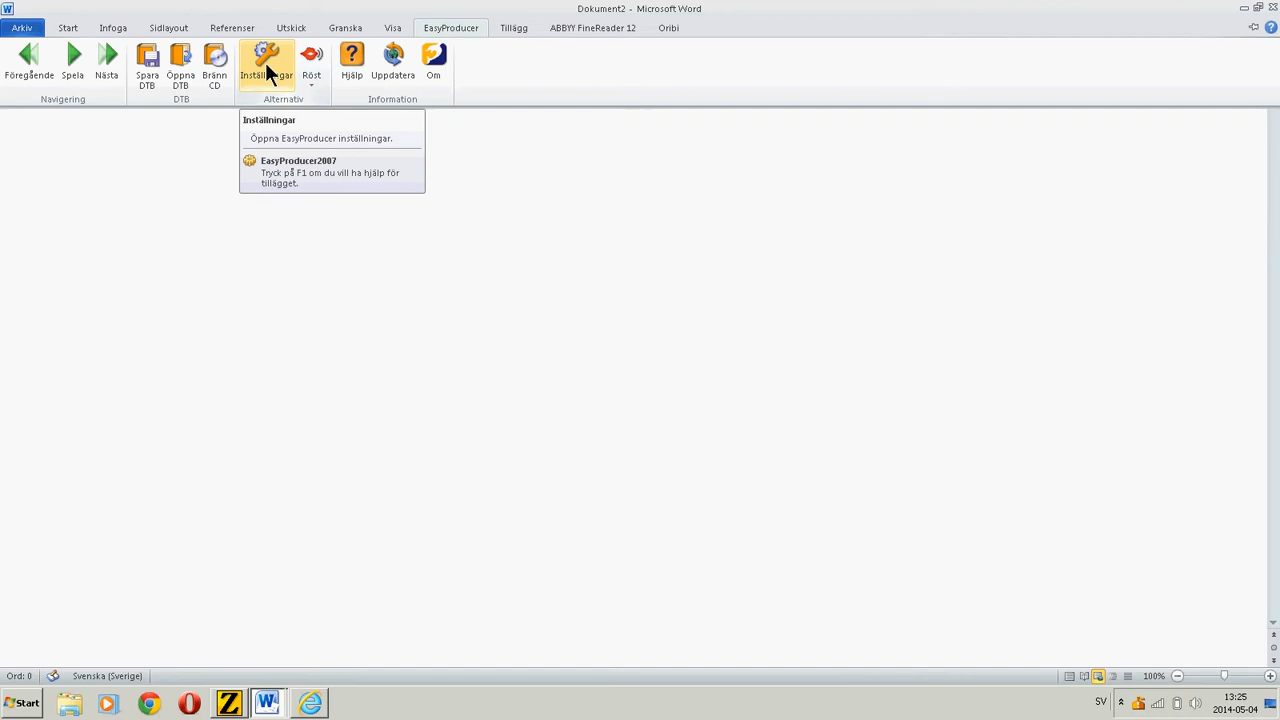 Dokument2 - Microsoft Word
Arkiv Start Infoga Sidlayout Referenser Utskick Granska Visa EasyProducer Tillägg ABBYY FineReader 12 Oribi
Föregående Spela Nästa Spara DTB Öppna DTB Bränn CD Inställningar Röst Hjälp Uppdatera Om
Navigering DTB Alternativ Information
Inställningar
Öppna EasyProducer inställningar.
EasyProducer2007
Tryck på F1 om du vill ha hjälp för
tillägget.
Ord: 0 Svenska (Sverige) 100%
Start SV 13:25
2014-05-04